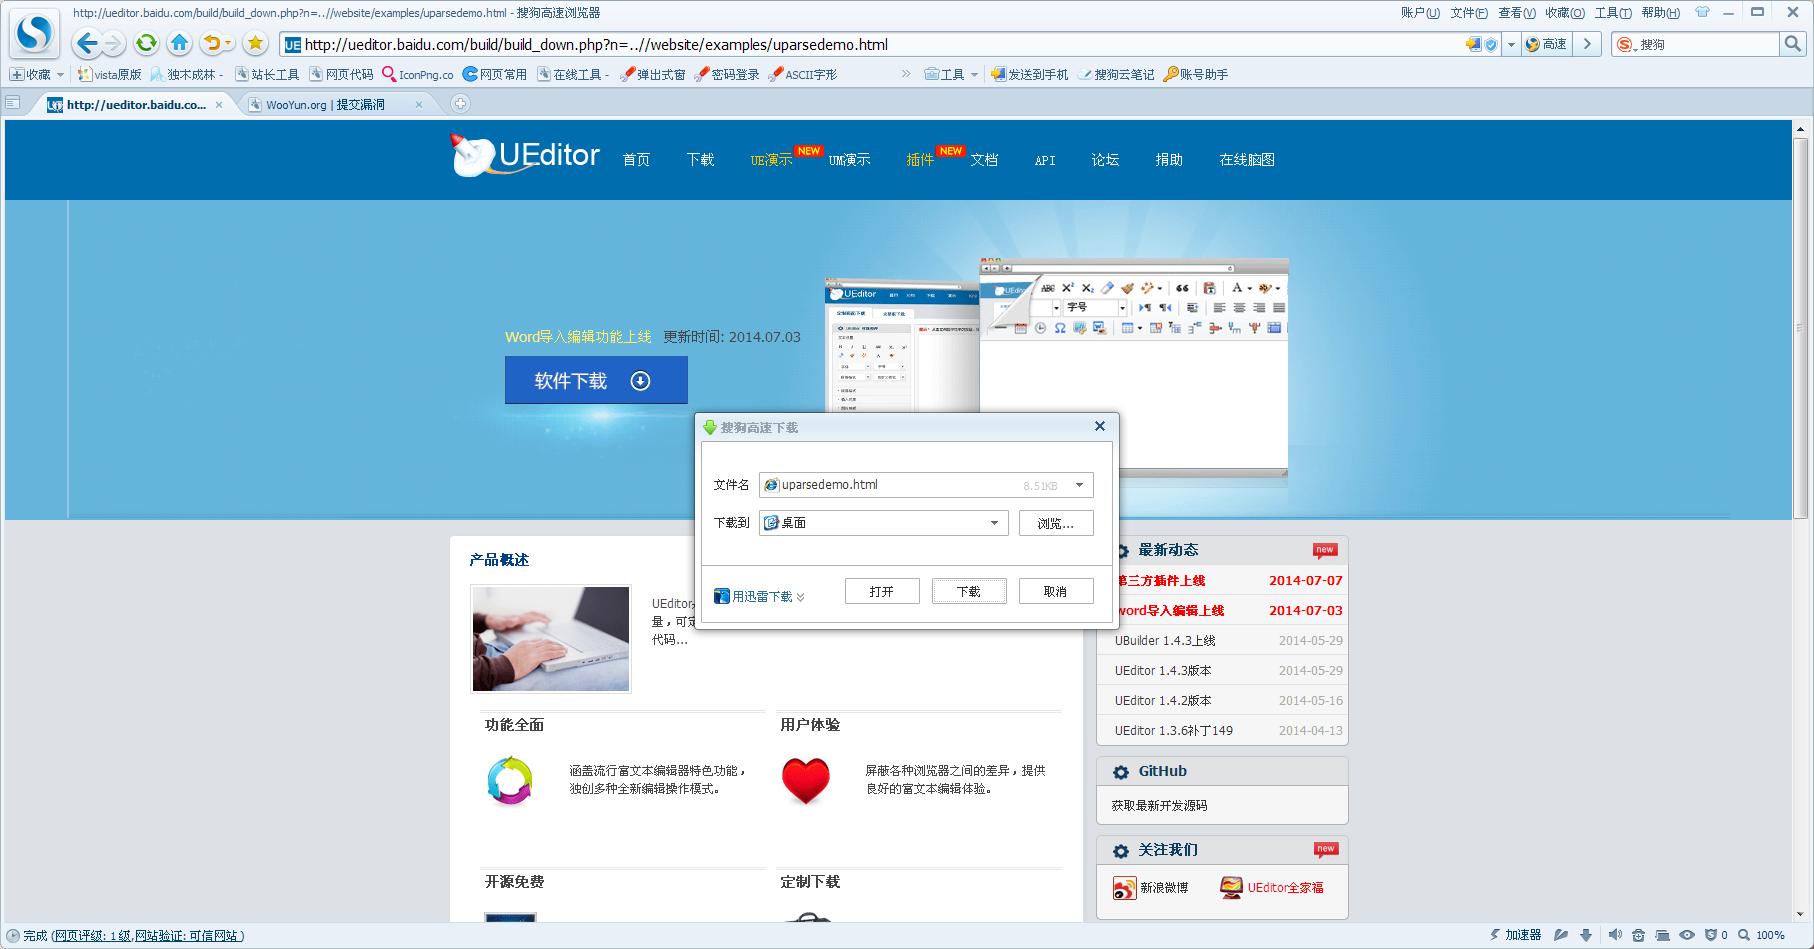 http://ueditor.baidu.com/build/build_down.php?n=..//website/examples/uparsedemo.html - 搜狗高速浏览器
账户(U) 文件(F) 查看(V) 收藏(O) 工具(T) 帮助(H)
UE http://ueditor.baidu.com/build/build_down.php?n=..//website/examples/uparsedemo.html
高速
搜狗
收藏 vista原版 独木成林 - 站长工具 网页代码 IconPng.co 网页常用 在线工具 - 弹出式窗 密码登录 ASCII字形 » 工具 发送到手机 搜狗云笔记 账号助手
http://ueditor.baidu.co... WooYun.org | 提交漏洞
UEditor 首页 下载 UE演示 NEW UM演示 插件 NEW 文档 API 论坛 捐助 在线脑图
Word导入编辑功能上线 更新时间: 2014.07.03
软件下载
UEditor
字号
搜狗高速下载
文件名 uparsedemo.html 8.51KB
下载到 桌面 浏览...
用迅雷下载 打开 下载 取消
产品概述
UEditor
量，可定
代码...
功能全面
涵盖流行富文本编辑器特色功能，
独创多种全新编辑操作模式。
用户体验
屏蔽各种浏览器之间的差异，提供
良好的富文本编辑体验。
开源免费
定制下载
最新动态 new
第三方插件上线 2014-07-07
word导入编辑上线 2014-07-03
UBuilder 1.4.3上线 2014-05-29
UEditor 1.4.3版本 2014-05-29
UEditor 1.4.2版本 2014-05-16
UEditor 1.3.6补丁149 2014-04-13
GitHub
获取最新开发源码
关注我们 new
新浪微博 UEditor全家福
完成 (网页评级: 1级,网站验证: 可信网站)
加速器 0 100%